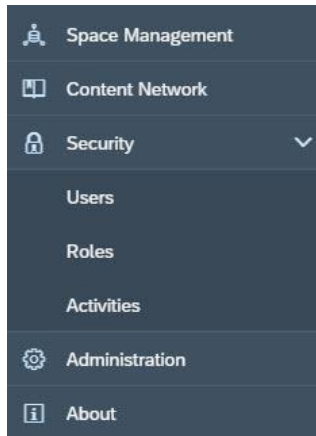 Space Management
Content Network
Security
Users
Roles
Activities
Administration
About